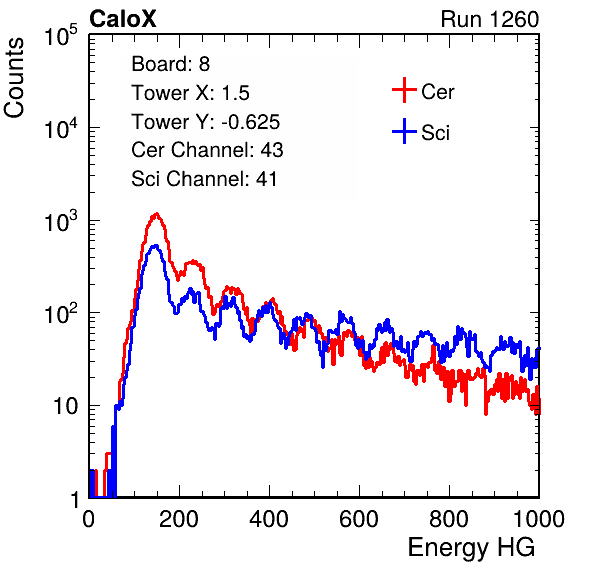 CaloX Run 1260
Counts
Board: 8
Tower X: 1.5
Tower Y: -0.625
Cer Channel: 43
Sci Channel: 41
Cer
Sci
10^5
10^4
10^3
10^2
10
1
0 200 400 600 800 1000
Energy HG